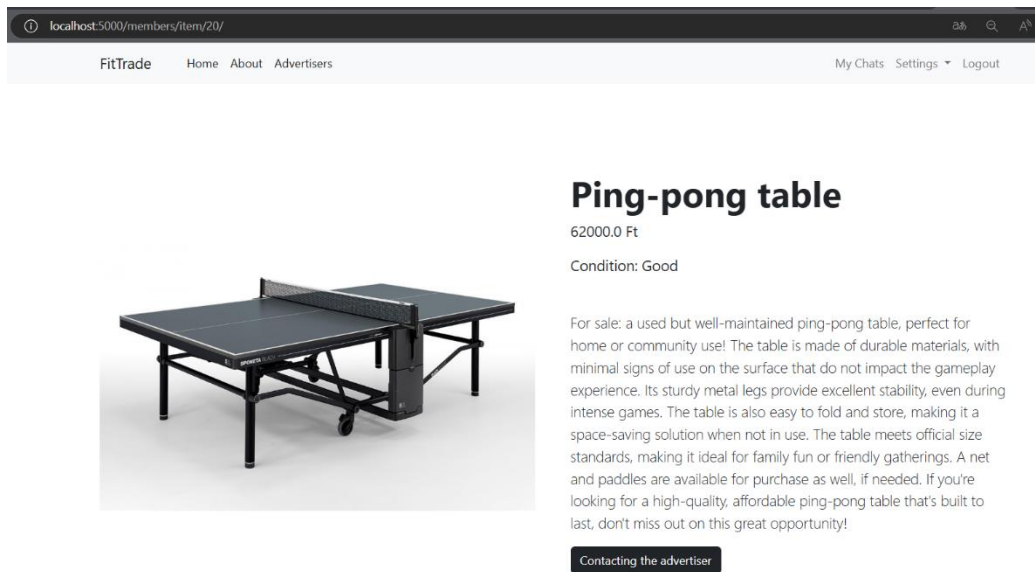 localhost:5000/members/item/20/
FitTrade Home About Advertisers My Chats Settings Logout
Ping-pong table
62000.0 Ft
Condition: Good
For sale: a used but well-maintained ping-pong table, perfect for
home or community use! The table is made of durable materials, with
minimal signs of use on the surface that do not impact the gameplay
experience. Its sturdy metal legs provide excellent stability, even during
intense games. The table is also easy to fold and store, making it a
space-saving solution when not in use. The table meets official size
standards, making it ideal for family fun or friendly gatherings. A net
and paddles are available for purchase as well, if needed. If you're
looking for a high-quality, affordable ping-pong table that's built to
last, don't miss out on this great opportunity!
Contacting the advertiser